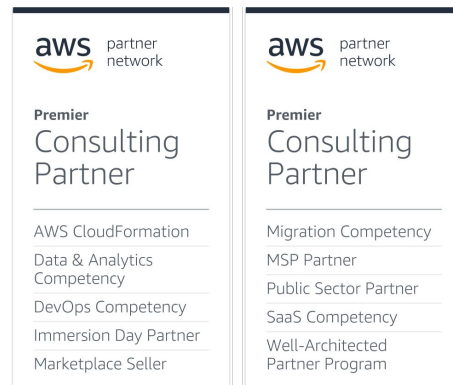 aws partner
network
Premier
Consulting
Partner
AWS CloudFormation
Data & Analytics
Competency
DevOps Competency
Immersion Day Partner
Marketplace Seller
aws partner
network
Premier
Consulting
Partner
Migration Competency
MSP Partner
Public Sector Partner
SaaS Competency
Well-Architected
Partner Program